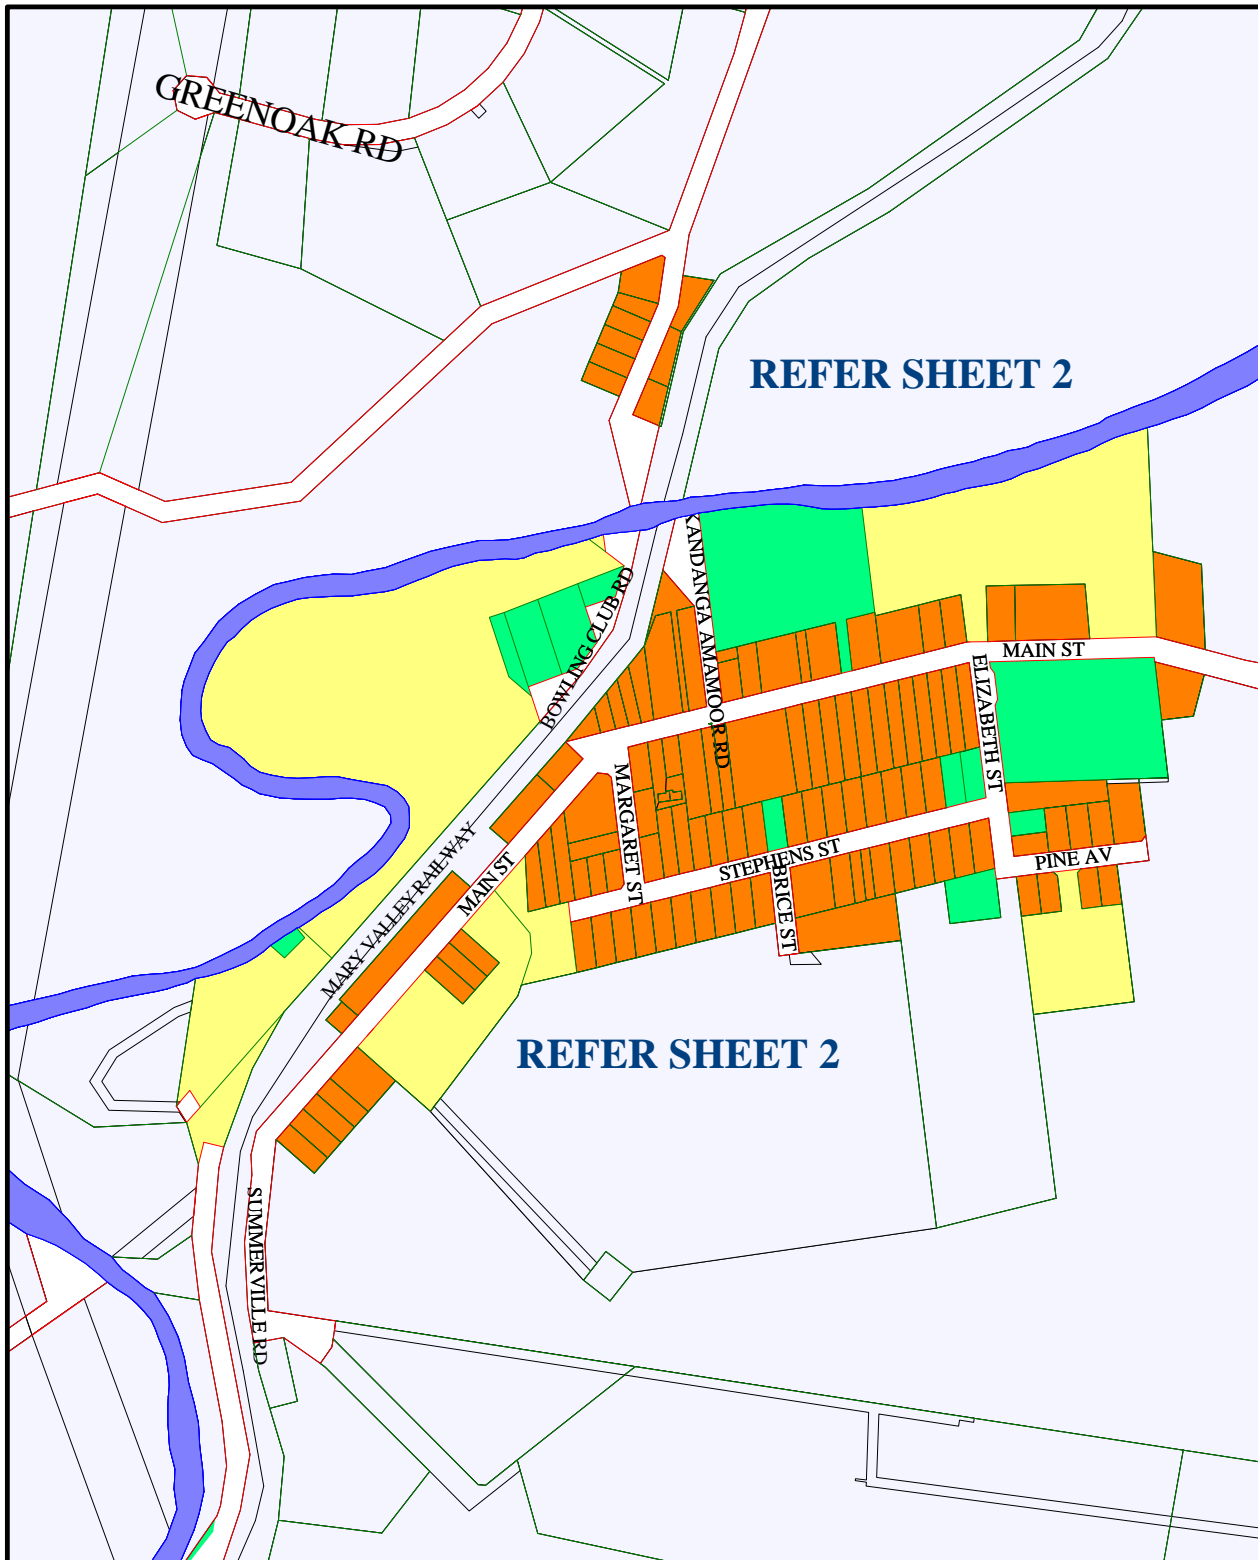 GREENOAK RD
REFER SHEET 2
KANDANGA AMAMOOR RD
BOWLING CLUB RD
MAIN ST
ELIZABETH ST
MARGARET ST
STEPHENS ST
PINE AV
BRICE ST
MAIN ST
MARY VALLEY RAILWAY
REFER SHEET 2
SUMMERVILLE RD